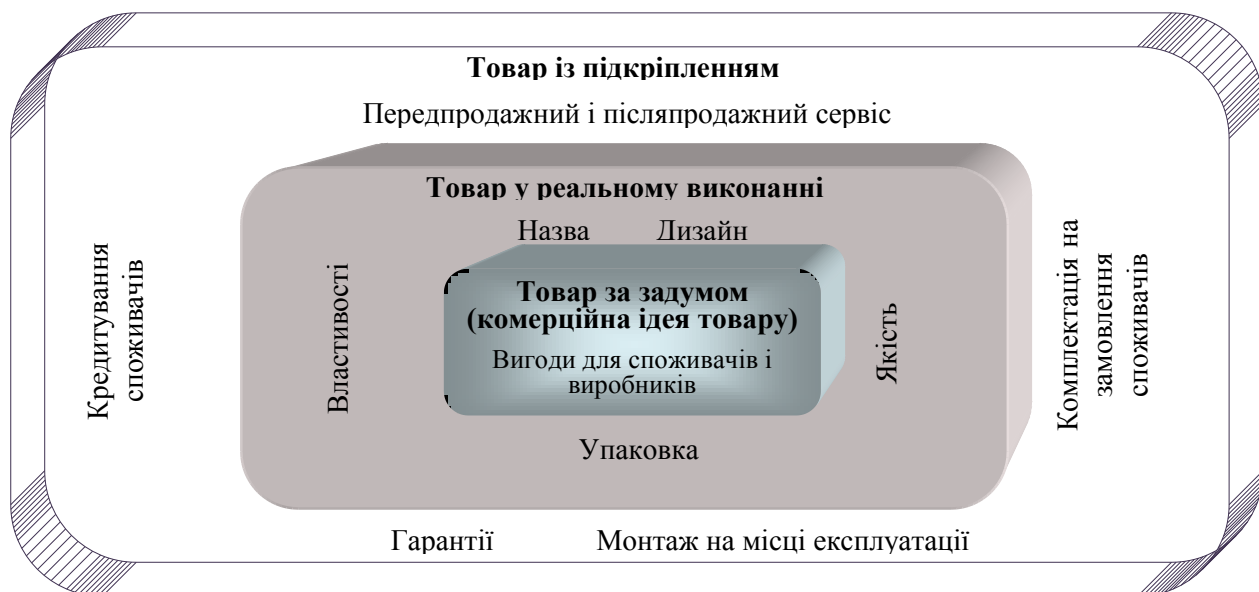 Товар із підкріпленням
Передпродажний і післяпродажний сервіс
Товар у реальному виконанні
Назва Дизайн
Кредитування
споживачів
Властивості
Товар за задумом
(комерційна ідея товару)
Вигоди для споживачів і
виробників
Якість
Комплектація на
замовлення
споживачів
Упаковка
Гарантії Монтаж на місці експлуатації